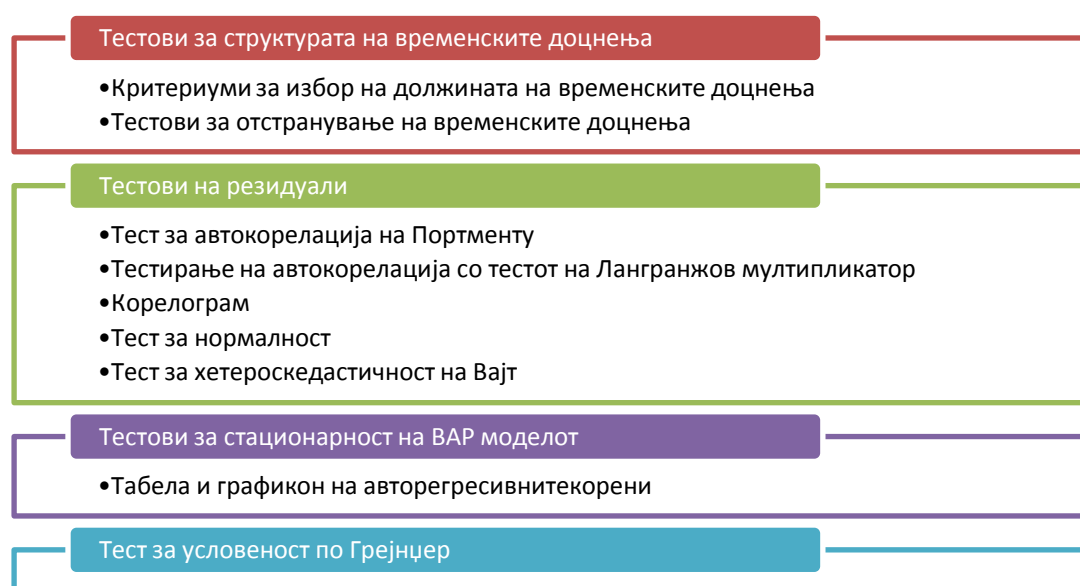 Тестови за структурата на временските доцнења
•Критериуми за избор на должината на временските доцнења
•Тестови за отстранување на временските доцнења
Тестови на резидуали
•Тест за автокорелација на Портменту
•Тестирање на автокорелација со тестот на Лангранжов мултипликатор
•Корелограм
•Тест за нормалност
•Тест за хетероскедастичност на Вајт
Тестови за стационарност на ВАР моделот
•Табела и графикон на авторегресивнитекорени
Тест за условеност по Грејнџер